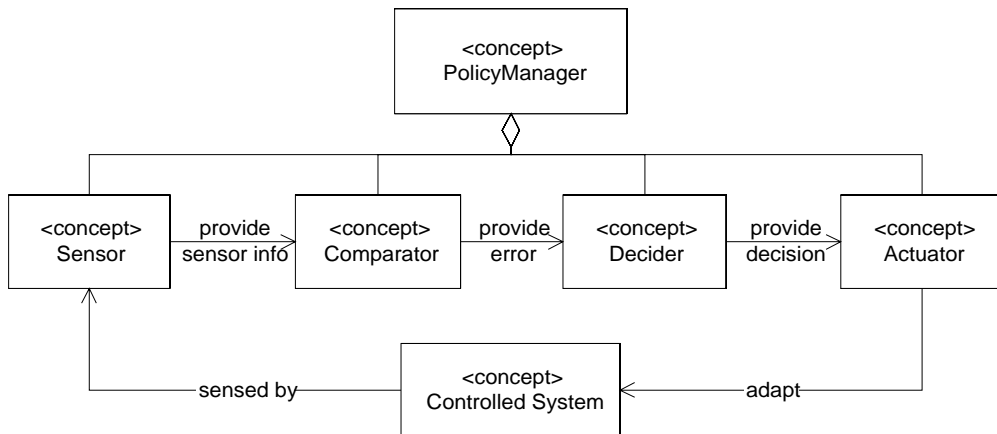 <concept>
PolicyManager
<concept>
Sensor
provide
sensor info
<concept>
Comparator
provide
error
<concept>
Decider
provide
decision
<concept>
Actuator
sensed by
<concept>
Controlled System
adapt